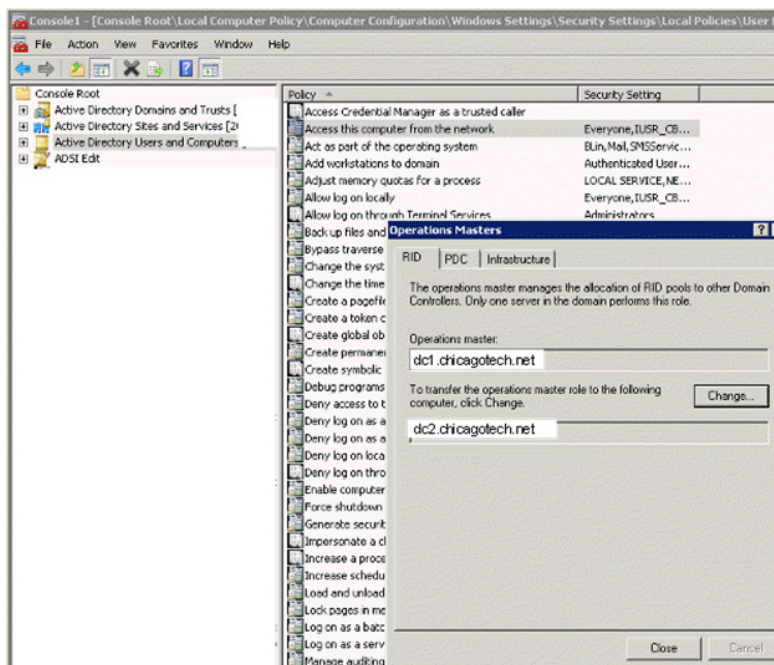 Console1 - [Console Root\Local Computer Policy\Computer Configuration\Windows Settings\Security Settings\Local Policies\User
File Action View Favorites Window Help
Console Root
Active Directory Domains and Trusts [
Active Directory Sites and Services [20
Active Directory Users and Computers
ADSI Edit
Policy Security Setting
Access Credential Manager as a trusted caller
Access this computer from the network Everyone,IUSR_CB...
Act as part of the operating system BLin,Mail,SMSServic...
Add workstations to domain Authenticated User...
Adjust memory quotas for a process LOCAL SERVICE,NE...
Allow log on locally Everyone,IUSR_CB...
Allow log on through Terminal Services Administrators
Back up files and
Bypass traverse
Change the syst
Change the time
Create a pagefile
Create a token c
Create global ob
Create permanen
Create symbolic
Debug programs
Deny access to t
Deny log on as a
Deny log on as a
Deny log on loca
Deny log on thro
Enable computer
Force shutdown
Generate securit
Impersonate a cl
Increase a proce
Increase schedu
Load and unload
Lock pages in me
Log on as a batc
Log on as a serv
Manage auditing
Operations Masters
RID PDC Infrastructure
The operations master manages the allocation of RID pools to other Domain
Controllers. Only one server in the domain performs this role.
Operations master:
dc1.chicagotech.net
To transfer the operations master role to the following
computer, click Change.
Change...
dc2.chicagotech.net
Close Cancel